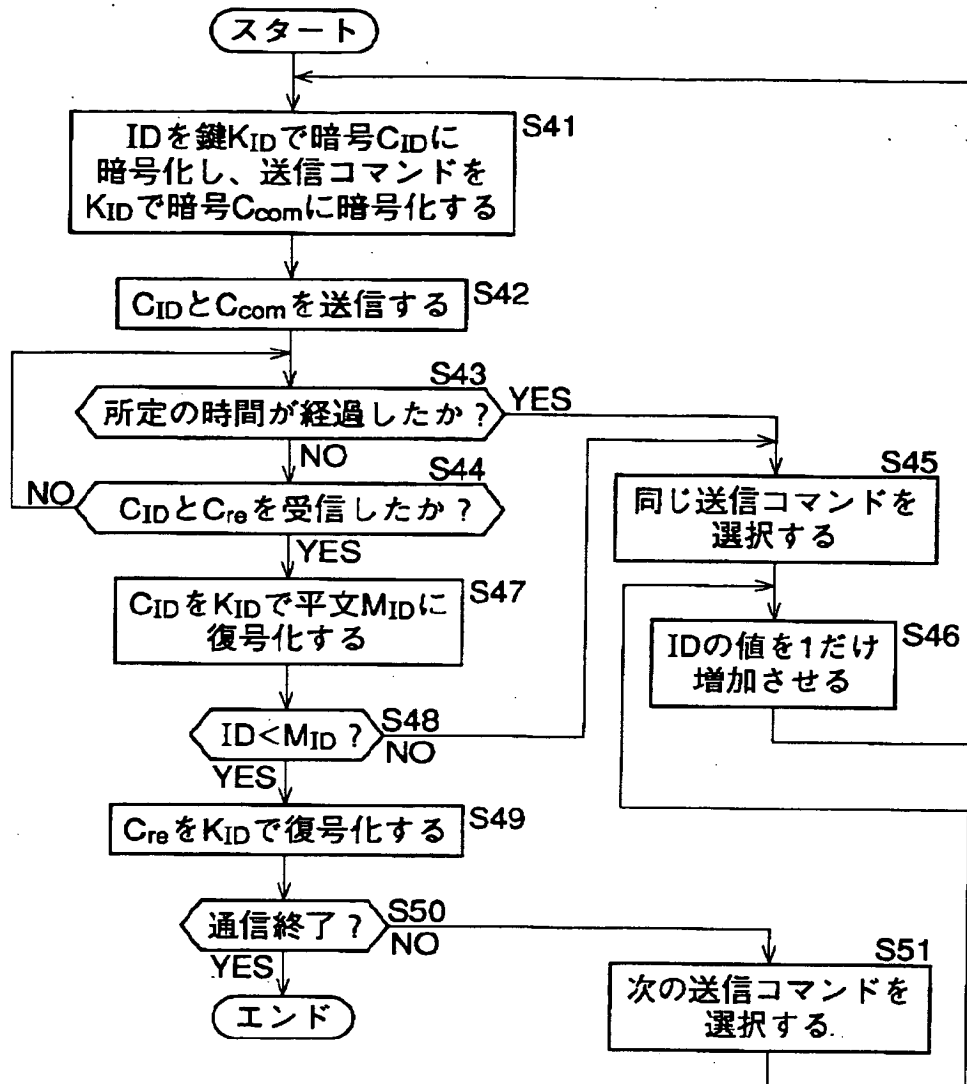 スタート
IDを鍵KIDで暗号CIDに
暗号化し、送信コマンドを
KIDで暗号Ccomに暗号化する
S41
CIDとCcomを送信する
S42
S43
所定の時間が経過したか?
YES
NO
S44
CIDとCreを受信したか?
NO
YES
S45
同じ送信コマンドを
選択する
S46
IDの値を1だけ
増加させる
CIDをKIDで平文MIDに
復号化する
S47
ID<MID?
S48
NO
YES
CreをKIDで復号化する
S49
通信終了?
S50
NO
YES
エンド
S51
次の送信コマンドを
選択する